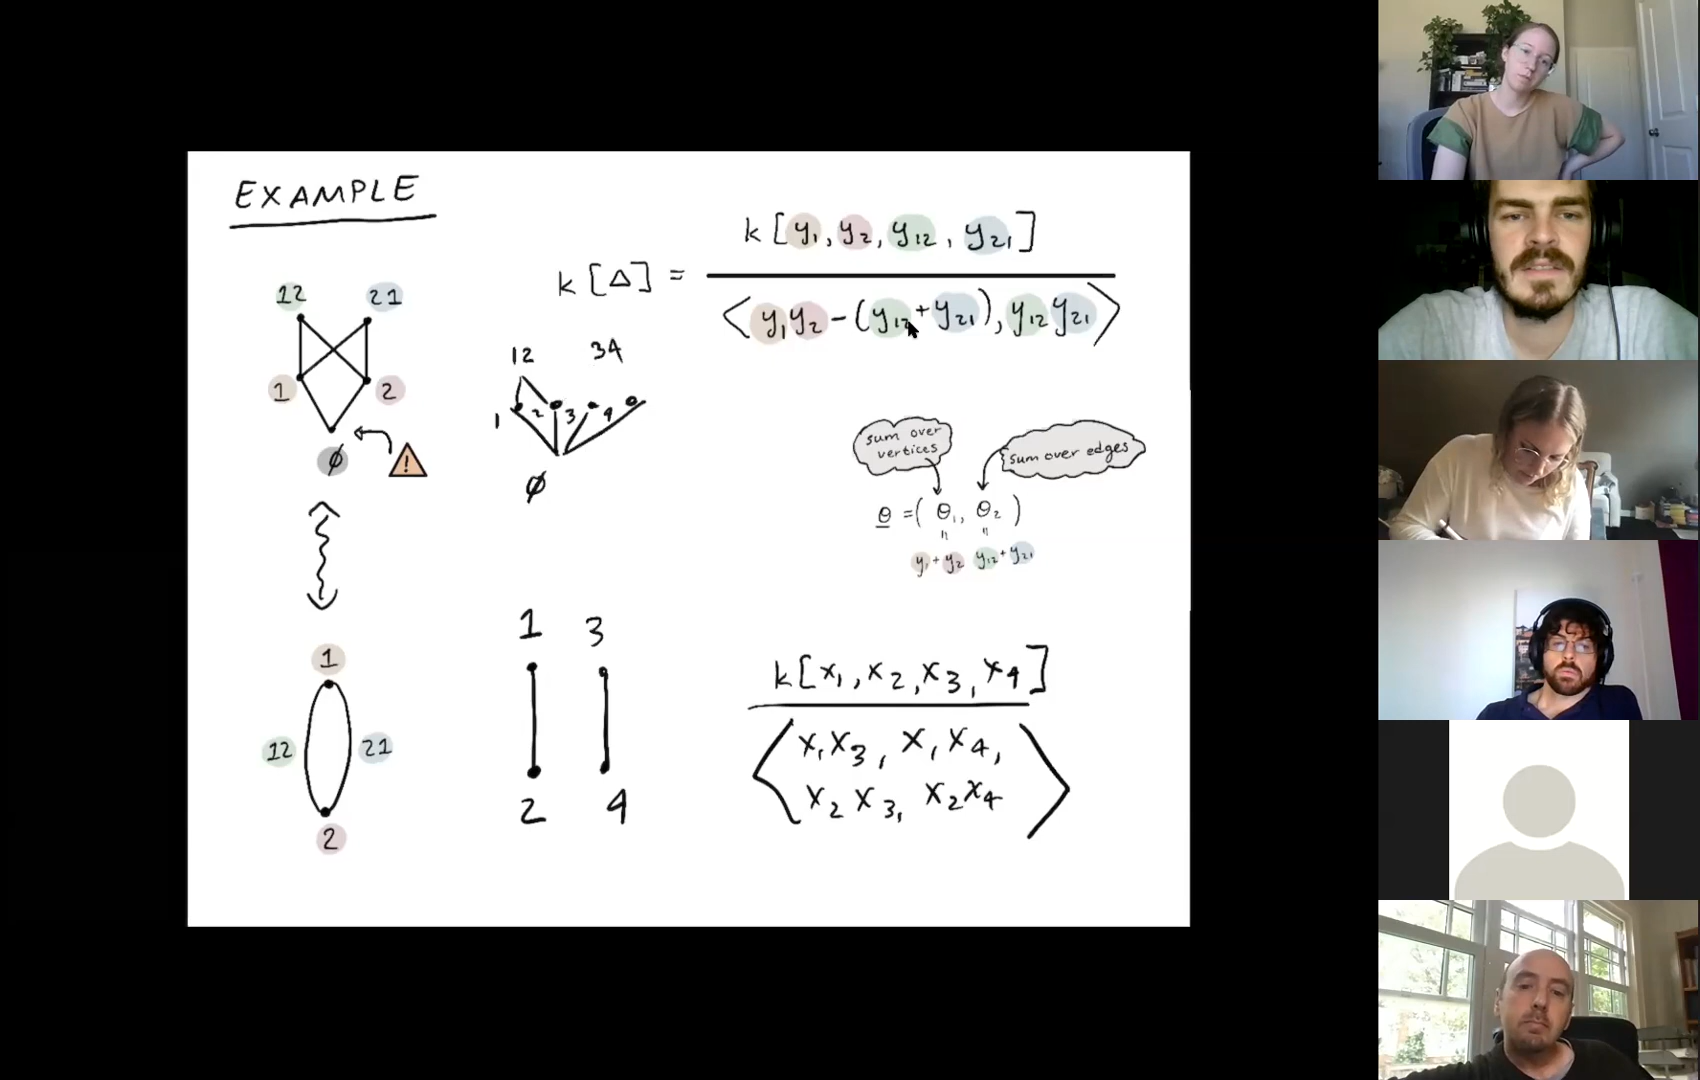 EXAMPLE
k[y₁, y₂, y₁₂, y₂₁]
k[Δ] =
⟨y₁y₂ - (y₁₂ + y₂₁), y₁₂y₂₁⟩
12 21
1 2
∅
!
12 34
1 2 3 4
∅
sum over
vertices
sum over edges
θ = (θ₁, θ₂)
" "
y₁ + y₂ y₁₂ + y₂₁
1
12 21
2
1 3
2 4
k[x₁, x₂, x₃, x₄]
⟨x₁x₃, x₁x₄,
x₂x₃, x₂x₄⟩